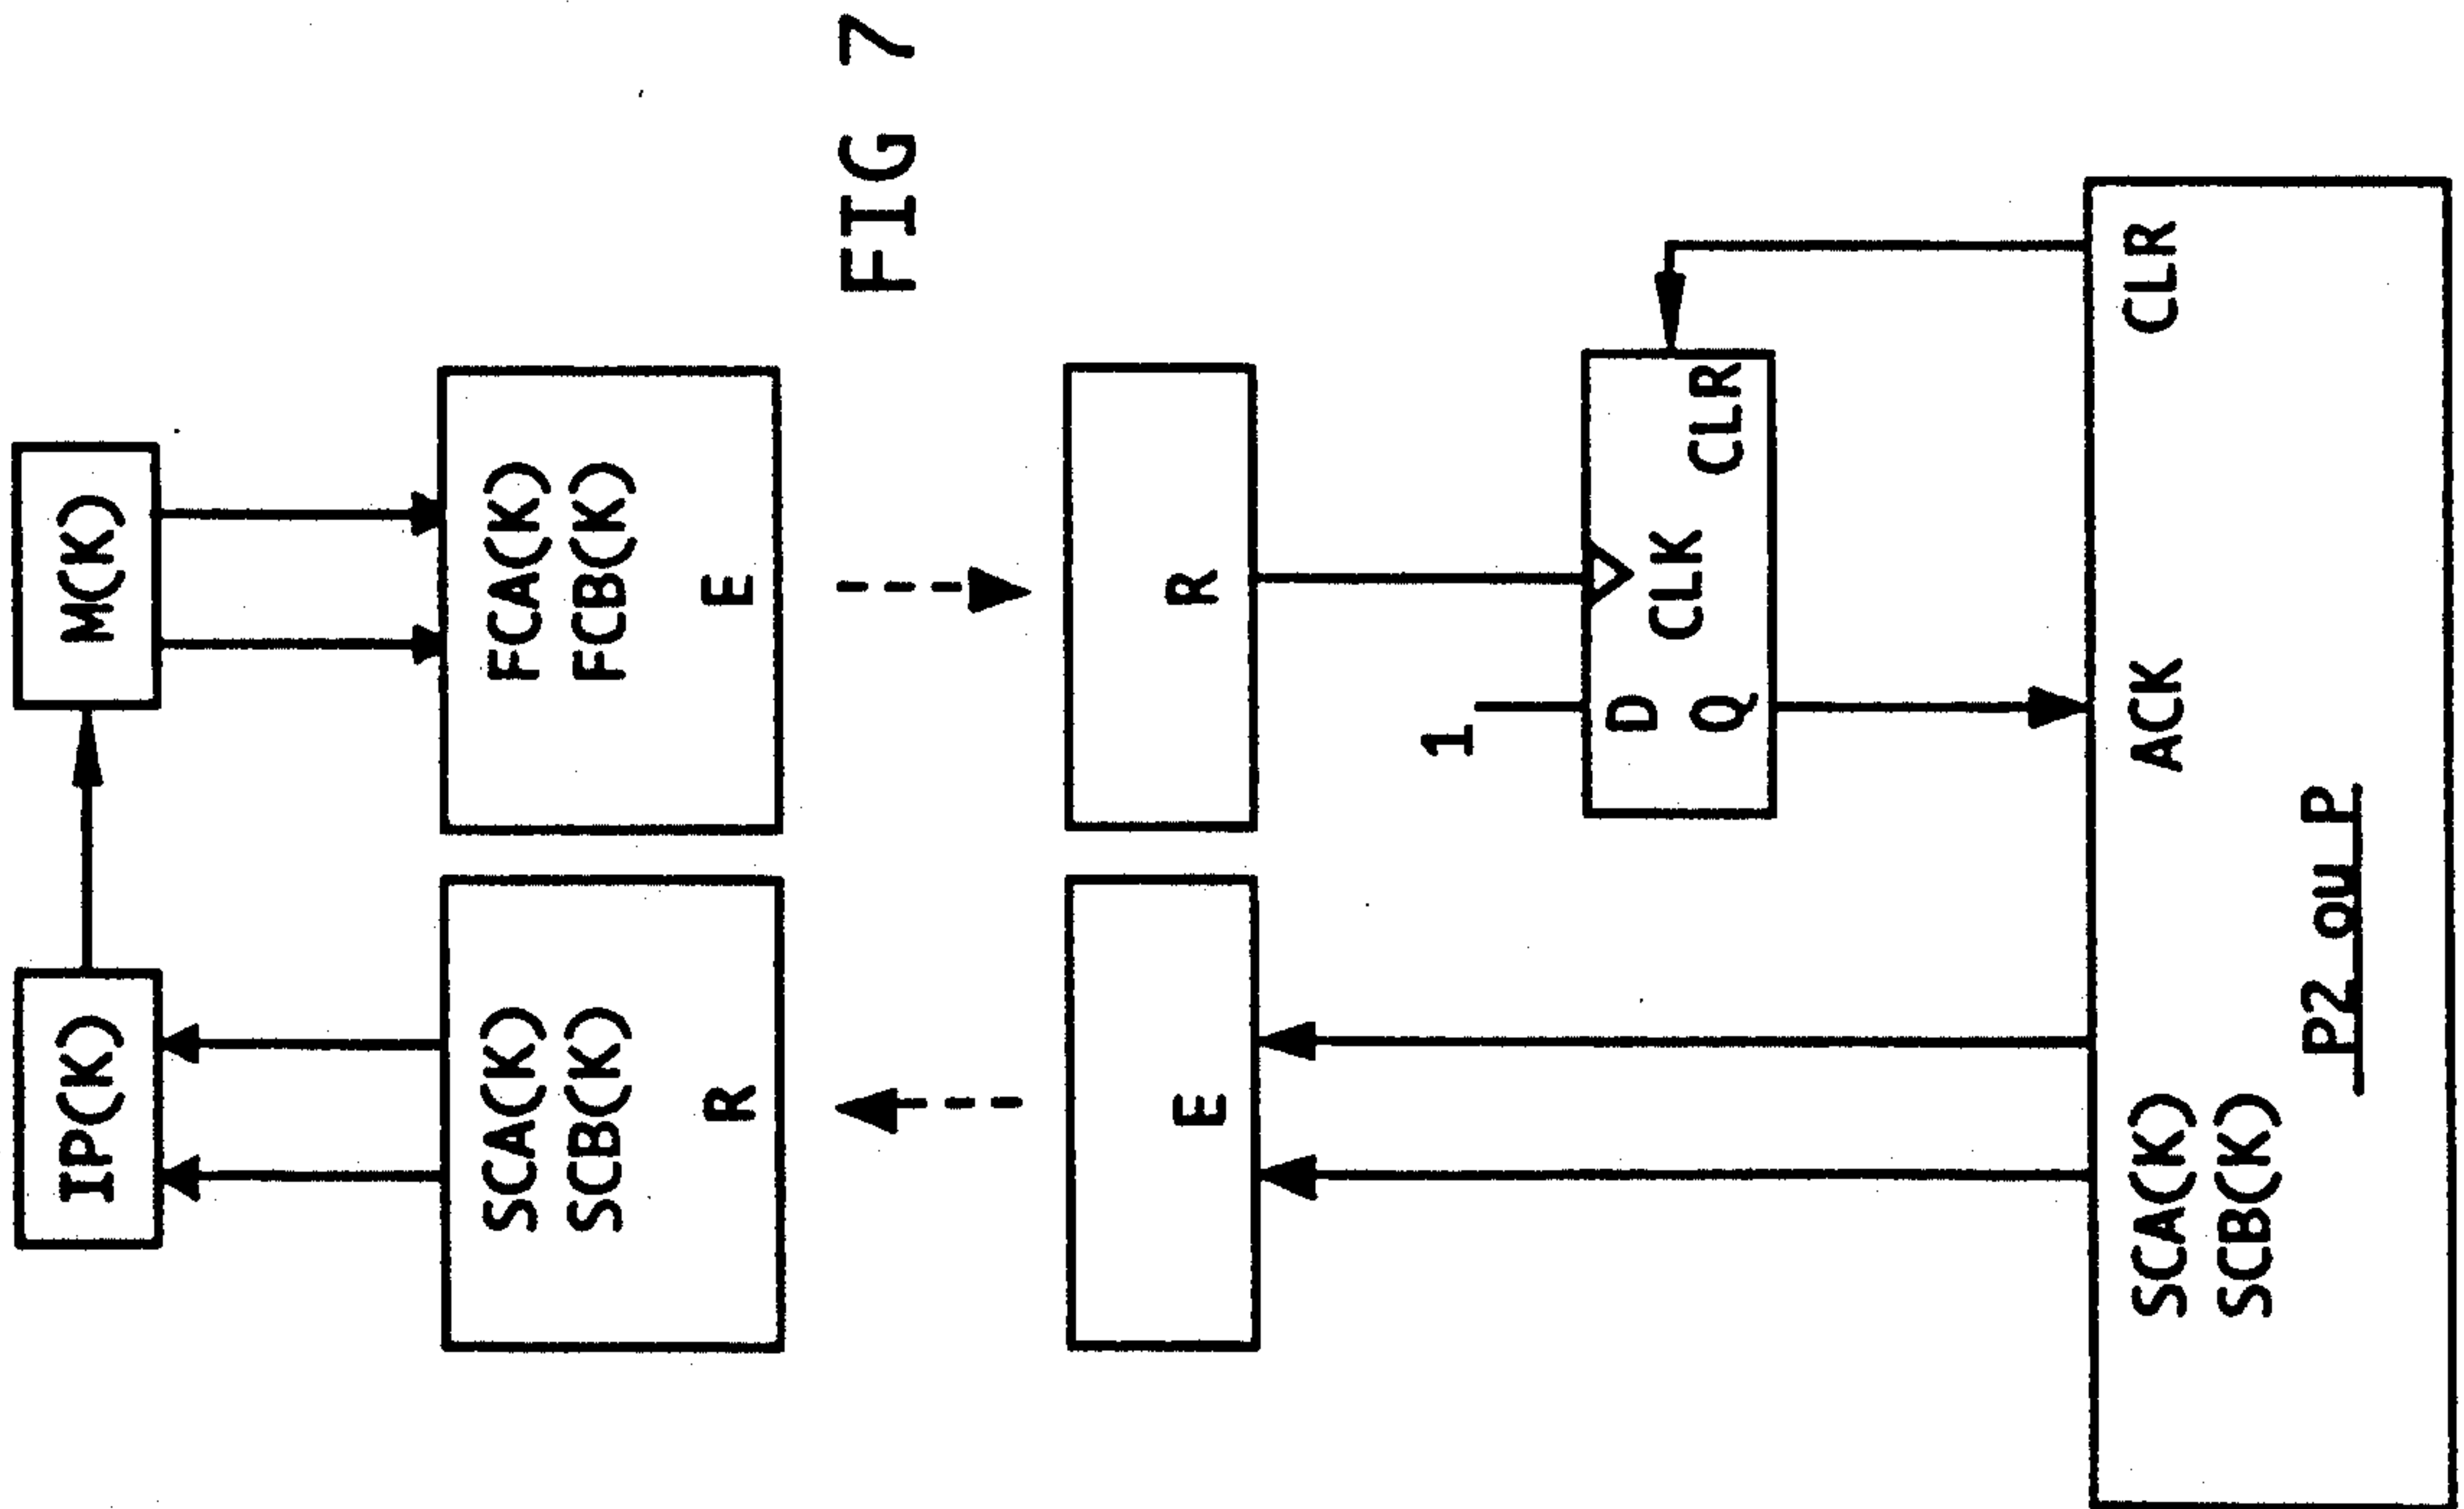 IP(K)
M(K)
SCA(K)
SCB(K)
R
FCA(K)
FCB(K)
E
FIG 7
E
R
1
D
CLK
Q
CLR
SCA(K)
SCB(K)
ACK
CLR
P2 ou P